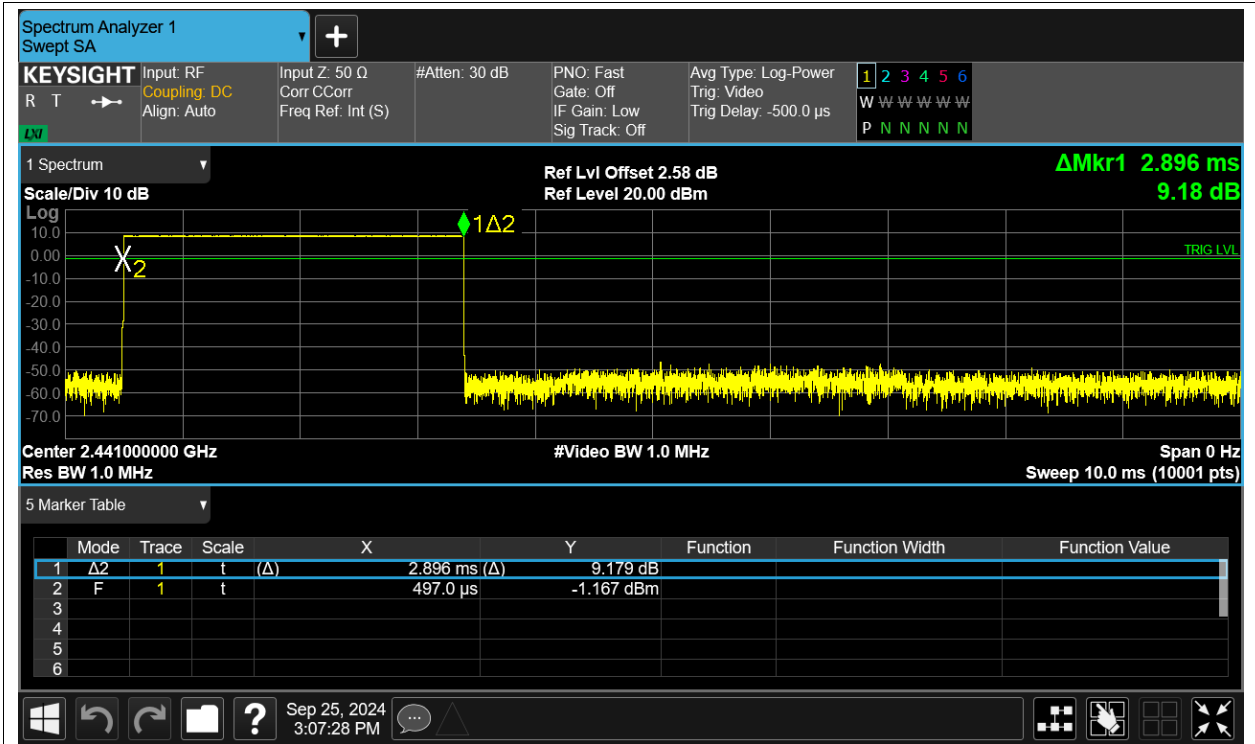 Spectrum Analyzer 1
Swept SA
KEYSIGHT Input: RF Input Z: 50 Ω #Atten: 30 dB PNO: Fast Avg Type: Log-Power 1 2 3 4 5 6
R T Coupling: DC Corr CCorr Gate: Off Trig: Video W W W W W W
Align: Auto Freq Ref: Int (S) IF Gain: Low Trig Delay: -500.0 µs
LXI Sig Track: Off P N N N N N
1 Spectrum Ref Lvl Offset 2.58 dB ΔMkr1 2.896 ms
Scale/Div 10 dB Ref Level 20.00 dBm 9.18 dB
Log
1Δ2
10.0
0.00 X2 TRIG LVL
-10.0
-20.0
-30.0
-40.0
-50.0
-60.0
-70.0
Center 2.441000000 GHz #Video BW 1.0 MHz Span 0 Hz
Res BW 1.0 MHz Sweep 10.0 ms (10001 pts)
5 Marker Table
Mode Trace Scale X Y Function Function Width Function Value
1 Δ2 1 t (Δ) 2.896 ms (Δ) 9.179 dB
2 F 1 t 497.0 µs -1.167 dBm
3
4
5
6
? Sep 25, 2024
3:07:28 PM